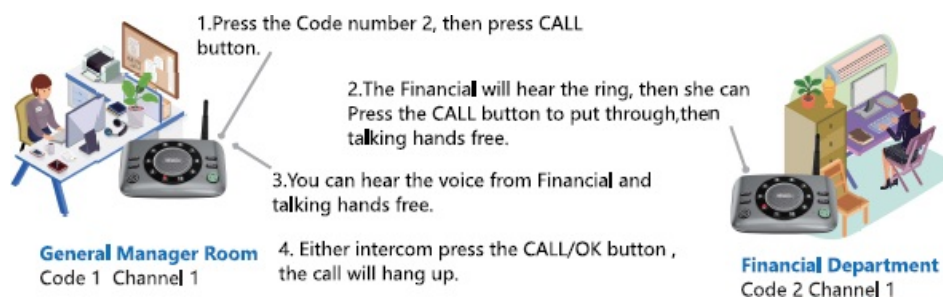 1.Press the Code number 2, then press CALL
button.
2.The Financial will hear the ring, then she can
Press the CALL button to put through,then
talking hands free.
3.You can hear the voice from Financial and
talking hands free.
4. Either intercom press the CALL/OK button ,
the call will hang up.
General Manager Room
Code 1 Channel 1
Financial Department
Code 2 Channel 1